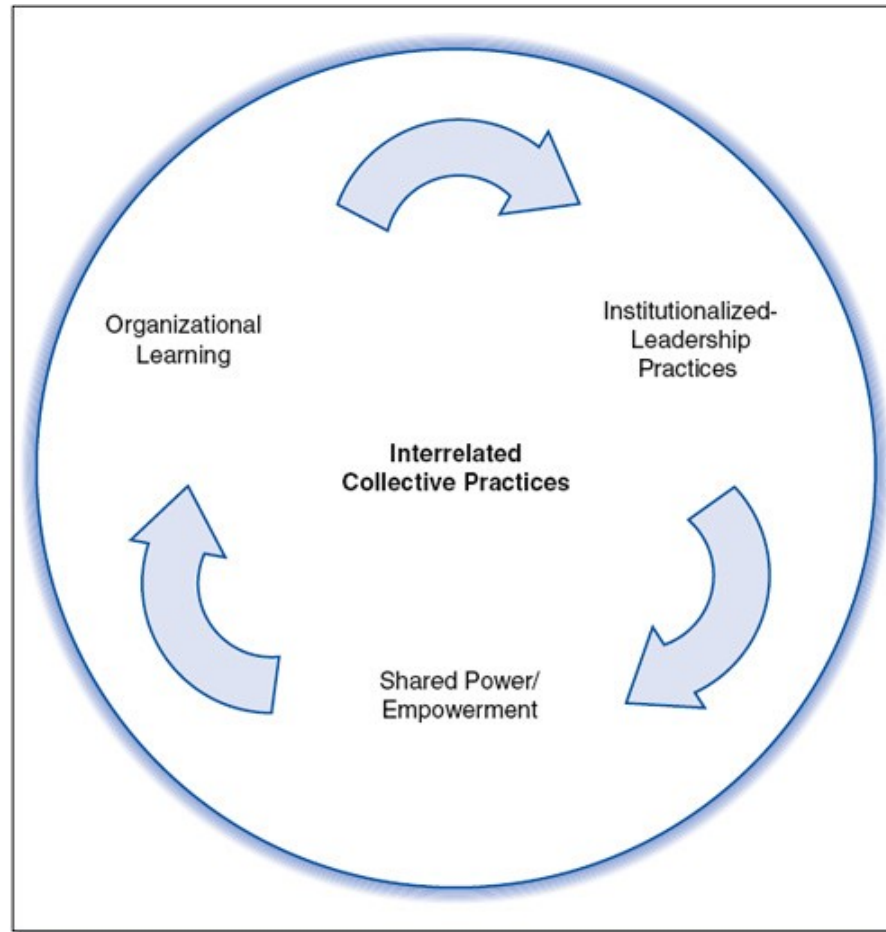 Organizational
Learning
Institutionalized-
Leadership
Practices
Interrelated
Collective Practices
Shared Power/
Empowerment